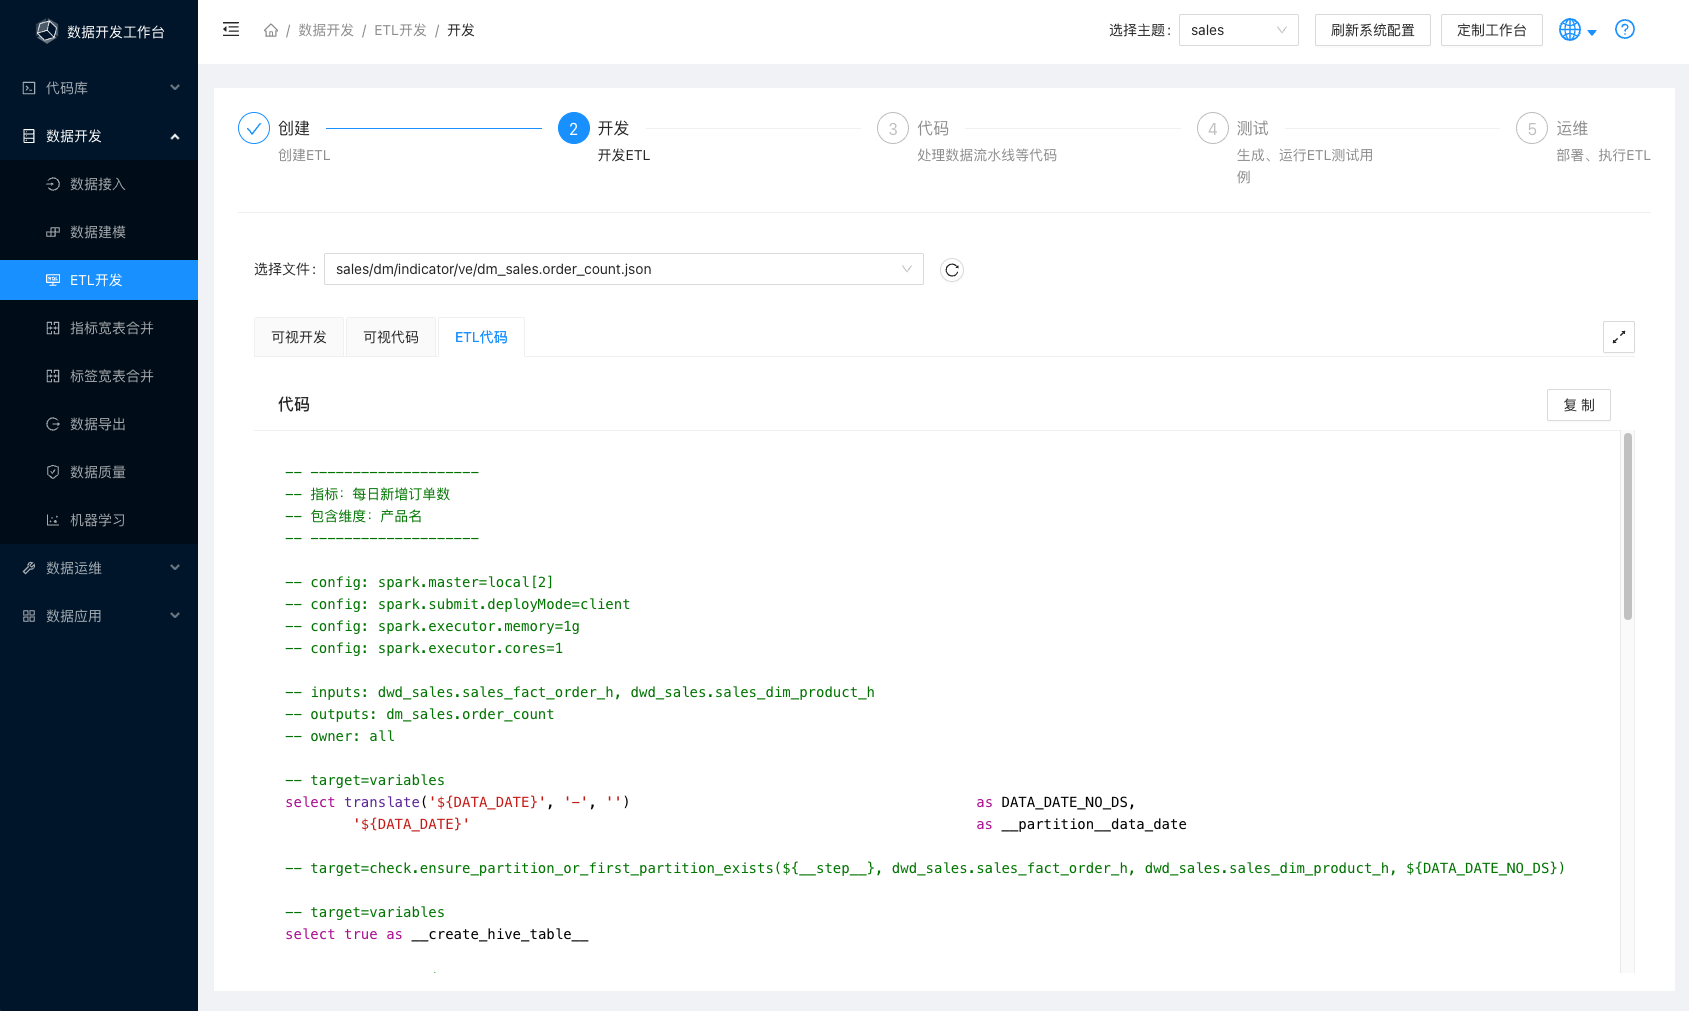 数据开发工作台
代码库
数据开发
数据接入
数据建模
ETL开发
指标宽表合并
标签宽表合并
数据导出
数据质量
机器学习
数据运维
数据应用
/ 数据开发 / ETL开发 / 开发
选择主题： sales 刷新系统配置 定制工作台
创建
创建ETL
2 开发
开发ETL
3 代码
处理数据流水线等代码
4 测试
生成、运行ETL测试用
例
5 运维
部署、执行ETL
选择文件： sales/dm/indicator/ve/dm_sales.order_count.json
可视开发 可视代码 ETL代码
代码 复 制
-- --------------------
-- 指标：每日新增订单数
-- 包含维度：产品名
-- --------------------
-- config: spark.master=local[2]
-- config: spark.submit.deployMode=client
-- config: spark.executor.memory=1g
-- config: spark.executor.cores=1
-- inputs: dwd_sales.sales_fact_order_h, dwd_sales.sales_dim_product_h
-- outputs: dm_sales.order_count
-- owner: all
-- target=variables
select translate('${DATA_DATE}', '-', '') as DATA_DATE_NO_DS,
'${DATA_DATE}' as __partition__data_date
-- target=check.ensure_partition_or_first_partition_exists(${__step__}, dwd_sales.sales_fact_order_h, dwd_sales.sales_dim_product_h, ${DATA_DATE_NO_DS})
-- target=variables
select true as __create_hive_table__